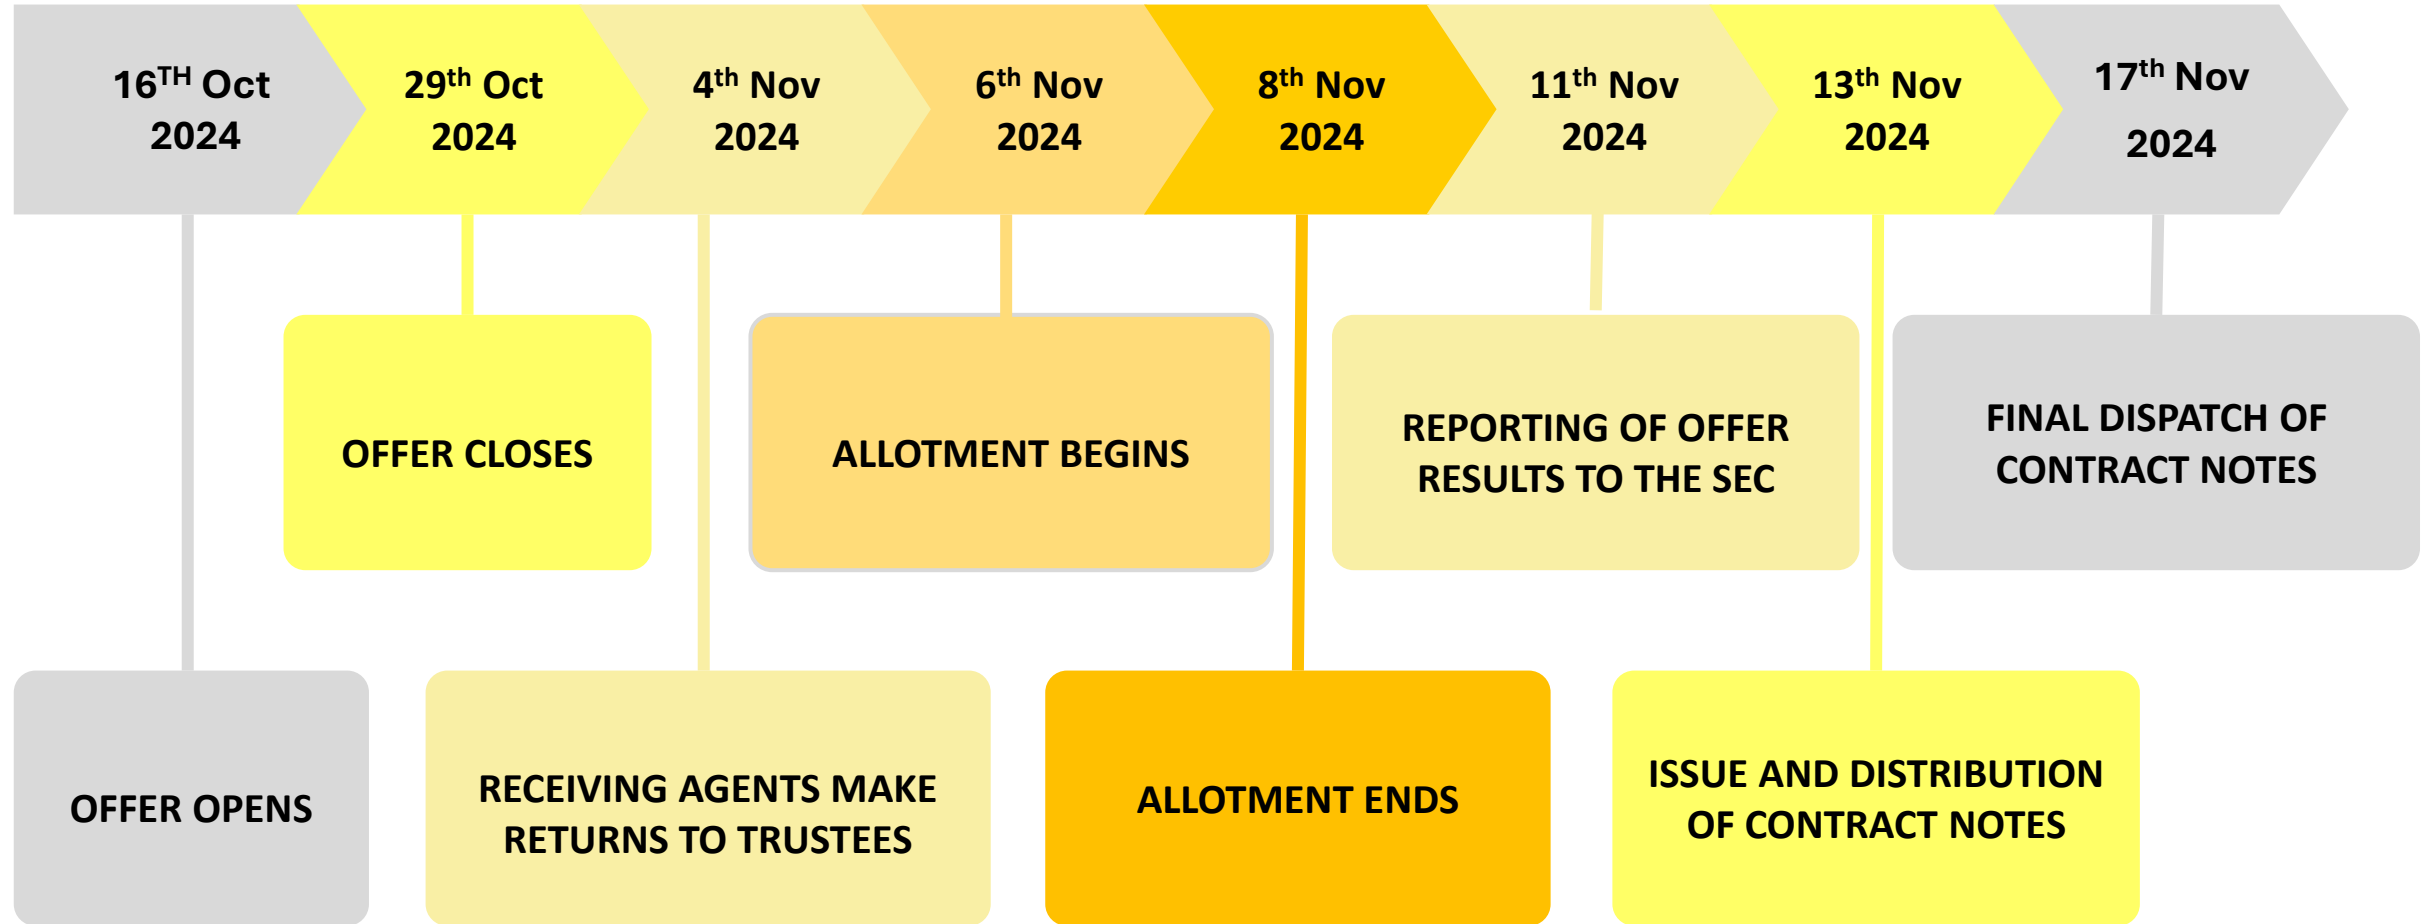 16TH Oct
2024
29th Oct
2024
4th Nov
2024
6th Nov
2024
8th Nov
2024
11th Nov
2024
13th Nov
2024
17th Nov
2024
OFFER CLOSES
ALLOTMENT BEGINS
REPORTING OF OFFER
RESULTS TO THE SEC
FINAL DISPATCH OF
CONTRACT NOTES
OFFER OPENS
RECEIVING AGENTS MAKE
RETURNS TO TRUSTEES
ALLOTMENT ENDS
ISSUE AND DISTRIBUTION
OF CONTRACT NOTES